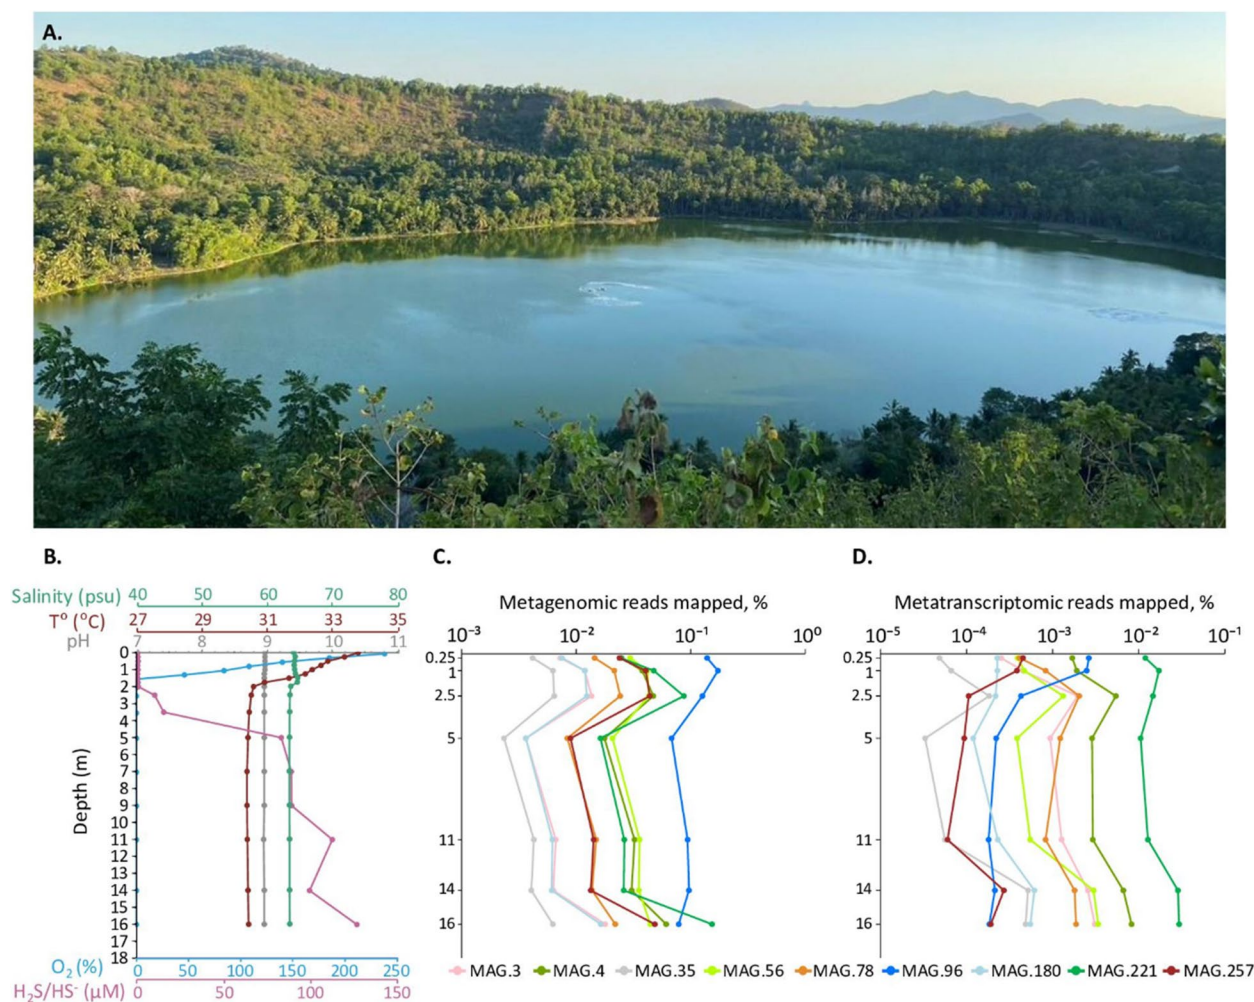 A.
B.
C.
D.
Salinity (psu) 40 50 60 70 80
T° (°C) 27 29 31 33 35
pH 7 8 9 10 11
Depth (m)
0
1
2
3
4
5
6
7
8
9
10
11
12
13
14
15
16
17
18
O₂ (%) 0 50 100 150 200 250
H₂S/HS⁻ (µM) 0 50 100 150
Metagenomic reads mapped, %
10⁻³ 10⁻² 10⁻¹ 10⁰
0.25
1
2.5
5
11
14
16
Metatranscriptomic reads mapped, %
10⁻⁵ 10⁻⁴ 10⁻³ 10⁻² 10⁻¹
0.25
1
2.5
5
11
14
16
MAG.3 MAG.4 MAG.35 MAG.56 MAG.78 MAG.96 MAG.180 MAG.221 MAG.257